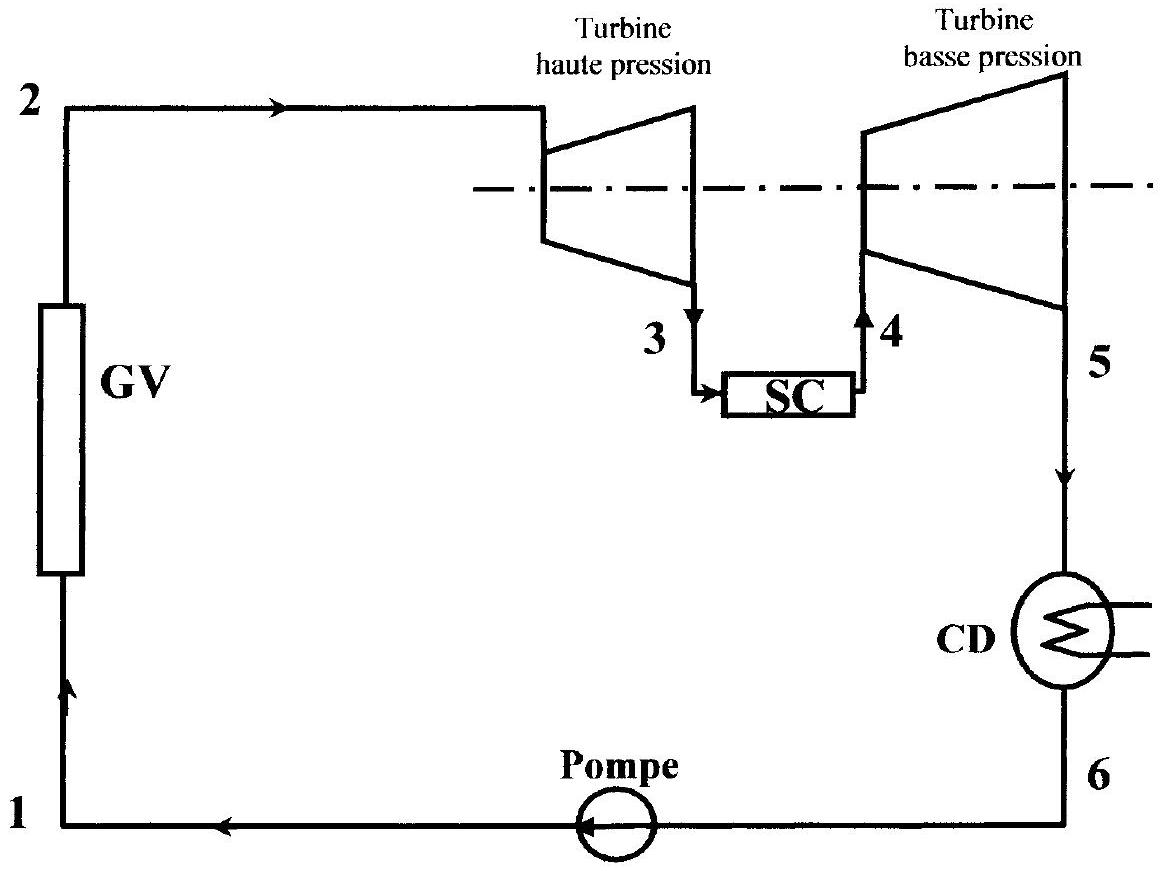 Turbine
haute pression
Turbine
basse pression
2
3
4
5
GV
SC
CD
Pompe
6
1